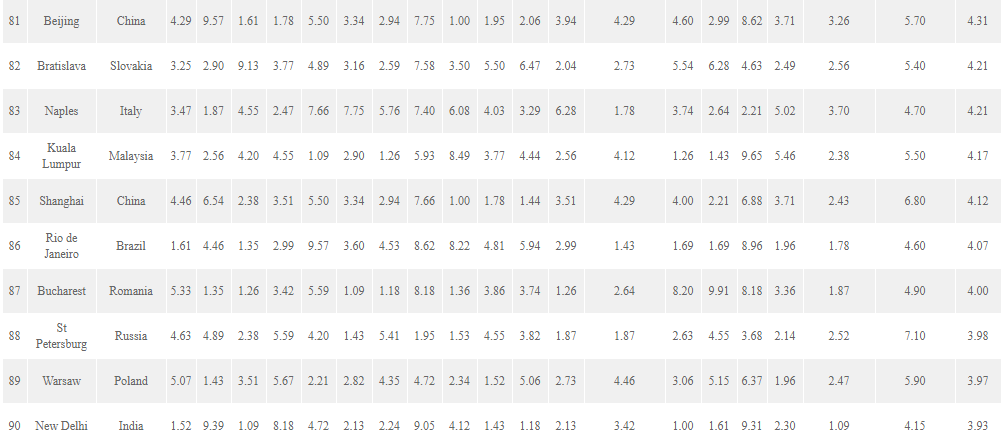 81 Beijing China 4.29 9.57 1.61 1.78 5.50 3.34 2.94 7.75 1.00 1.95 2.06 3.94 4.29 4.60 2.99 8.62 3.71 3.26 5.70 4.31
82 Bratislava Slovakia 3.25 2.90 9.13 3.77 4.89 3.16 2.59 7.58 3.50 5.50 6.47 2.04 2.73 5.54 6.28 4.63 2.49 2.56 5.40 4.21
83 Naples Italy 3.47 1.87 4.55 2.47 7.66 7.75 5.76 7.40 6.08 4.03 3.29 6.28 1.78 3.74 2.64 2.21 5.02 3.70 4.70 4.21
84 Kuala Lumpur Malaysia 3.77 2.56 4.20 4.55 1.09 2.90 1.26 5.93 8.49 3.77 4.44 2.56 4.12 1.26 1.43 9.65 5.46 2.38 5.50 4.17
85 Shanghai China 4.46 6.54 2.38 3.51 5.50 3.34 2.94 7.66 1.00 1.78 1.44 3.51 4.29 4.00 2.21 6.88 3.71 2.43 6.80 4.12
86 Rio de Janeiro Brazil 1.61 4.46 1.35 2.99 9.57 3.60 4.53 8.62 8.22 4.81 5.94 2.99 1.43 1.69 1.69 8.96 1.96 1.78 4.60 4.07
87 Bucharest Romania 5.33 1.35 1.26 3.42 5.59 1.09 1.18 8.18 1.36 3.86 3.74 1.26 2.64 8.20 9.91 8.18 3.36 1.87 4.90 4.00
88 St Petersburg Russia 4.63 4.89 2.38 5.59 4.20 1.43 5.41 1.95 1.53 4.55 3.82 1.87 1.87 2.63 4.55 3.68 2.14 2.52 7.10 3.98
89 Warsaw Poland 5.07 1.43 3.51 5.67 2.21 2.82 4.35 4.72 2.34 1.52 5.06 2.73 4.46 3.06 5.15 6.37 1.96 2.47 5.90 3.97
90 New Delhi India 1.52 9.39 1.09 8.18 4.72 2.13 2.24 9.05 4.12 1.43 1.18 2.13 3.42 1.00 1.61 9.31 2.30 1.09 4.15 3.93